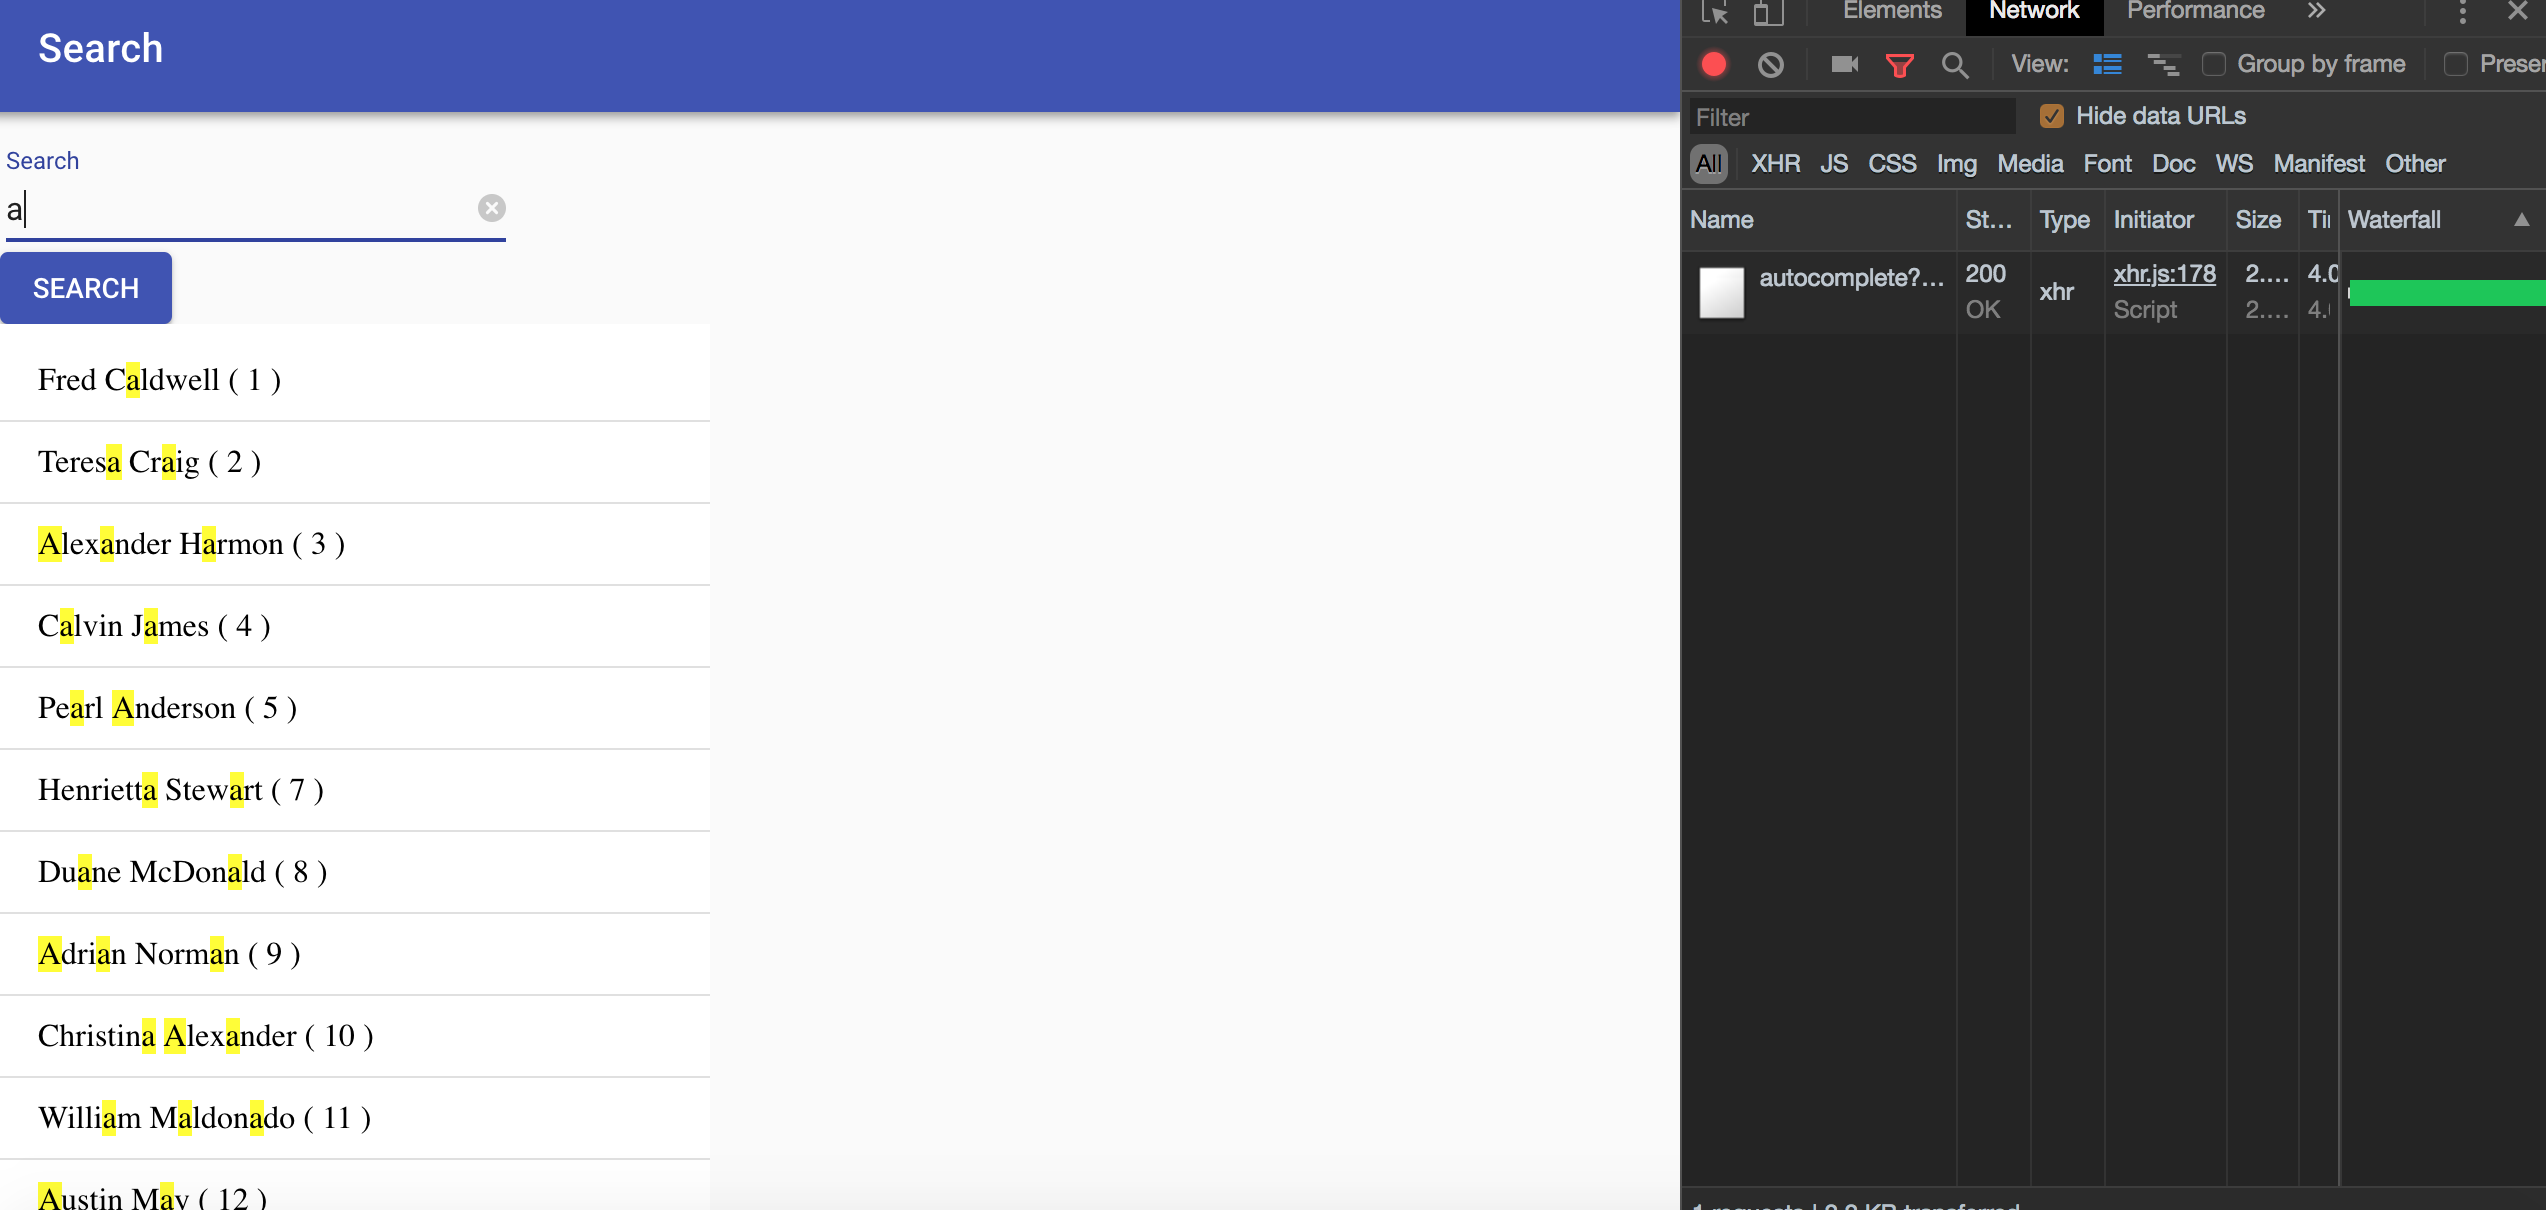 Search
Search
a
SEARCH
Fred Caldwell ( 1 )
Teresa Craig ( 2 )
Alexander Harmon ( 3 )
Calvin James ( 4 )
Pearl Anderson ( 5 )
Henrietta Stewart ( 7 )
Duane McDonald ( 8 )
Adrian Norman ( 9 )
Christina Alexander ( 10 )
William Maldonado ( 11 )
Austin May ( 12 )
Elements Network Performance »
View: Group by frame Preser
Filter Hide data URLs
All XHR JS CSS Img Media Font Doc WS Manifest Other
Name St... Type Initiator Size Ti Waterfall
autocomplete?... 200 xhr xhr.js:178 2.... 4.0
OK Script 2.... 4.
1 requests | KB transferred